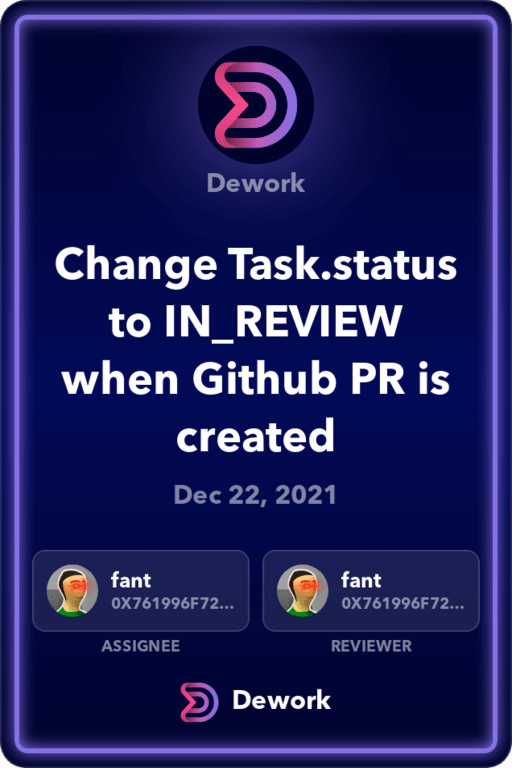 Dework
Change Task.status
to IN_REVIEW
when Github PR is
created
Dec 22, 2021
fant
0X761996F72...
ASSIGNEE
fant
0X761996F72...
REVIEWER
Dework